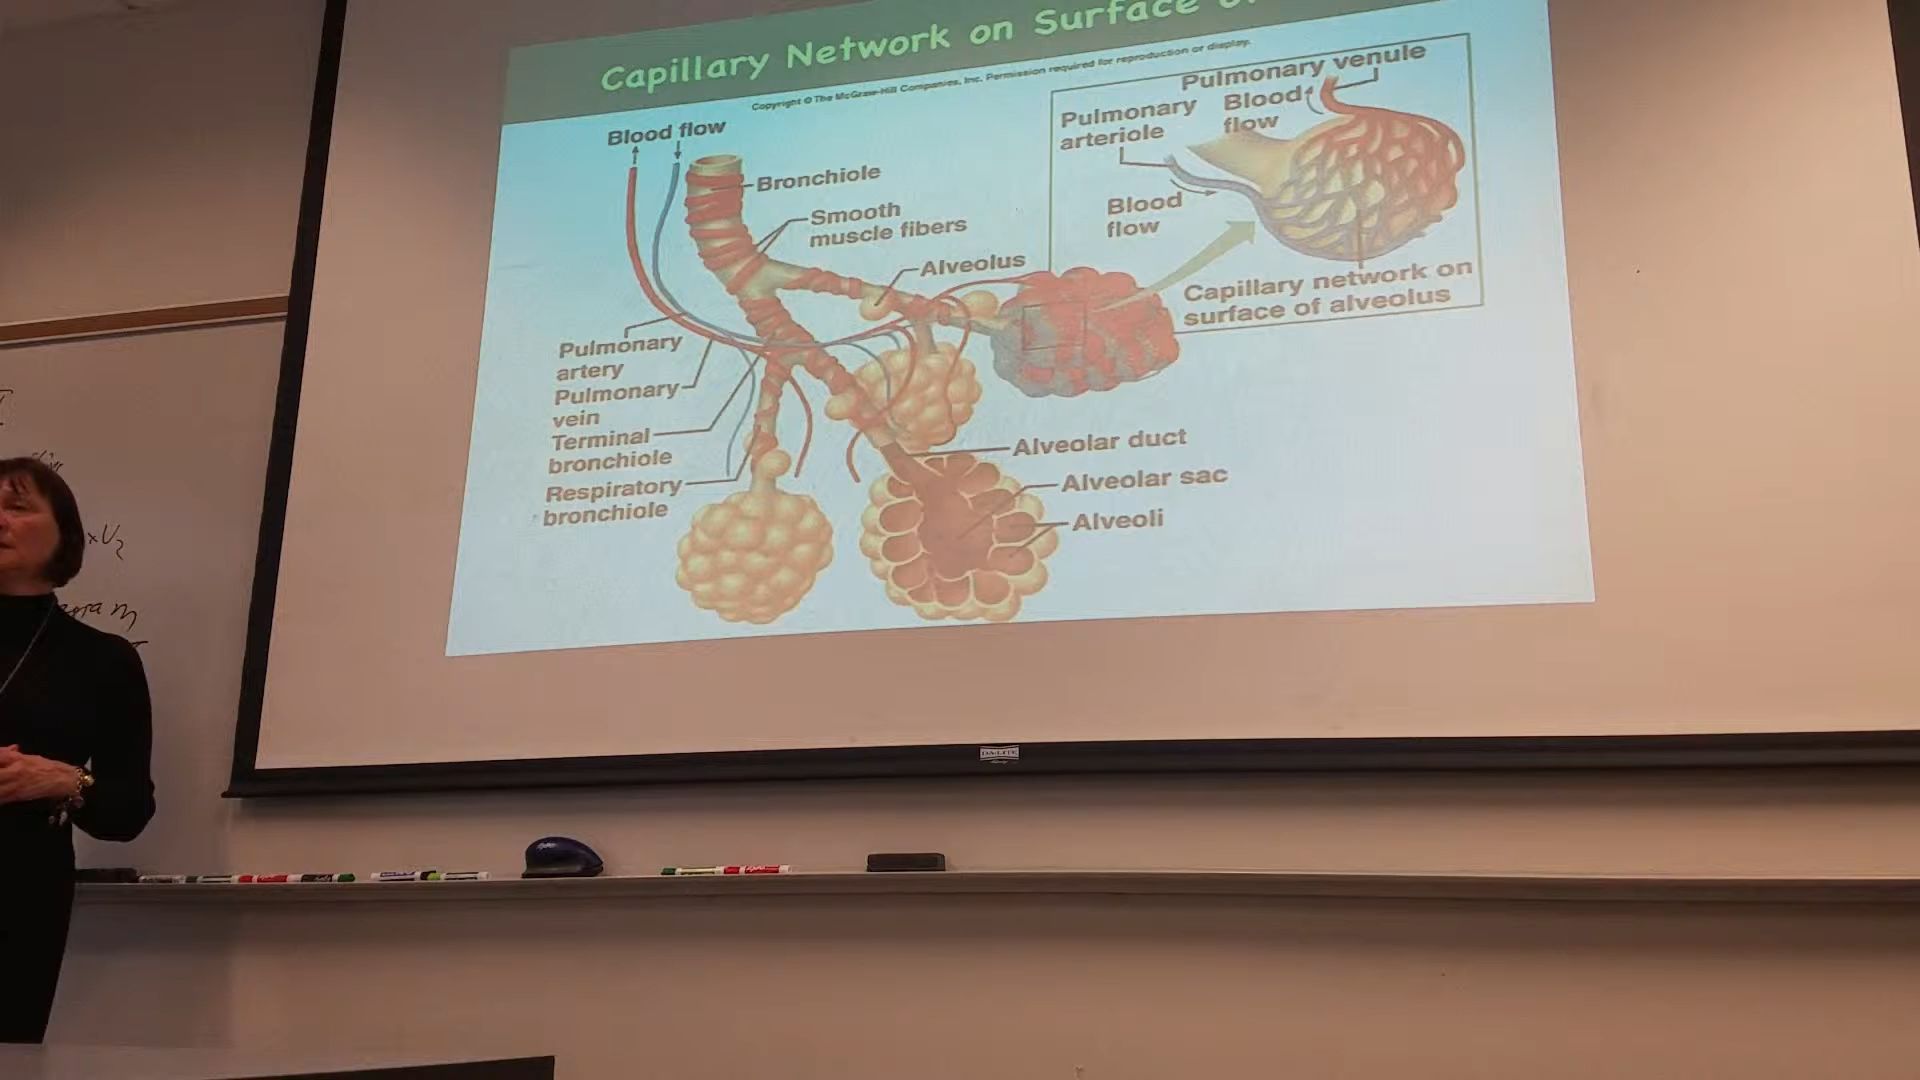 Capillary Network on Surface
Copyright © The McGraw-Hill Companies, Inc. Permission required for reproduction or display.
Blood flow
Bronchiole
Smooth
muscle fibers
Alveolus
Pulmonary
artery
Pulmonary
vein
Terminal
bronchiole
Respiratory
bronchiole
Alveolar duct
Alveolar sac
Alveoli
Pulmonary venule
Pulmonary
arteriole
Blood
flow
Blood
flow
Capillary network on
surface of alveolus
DA-LITE